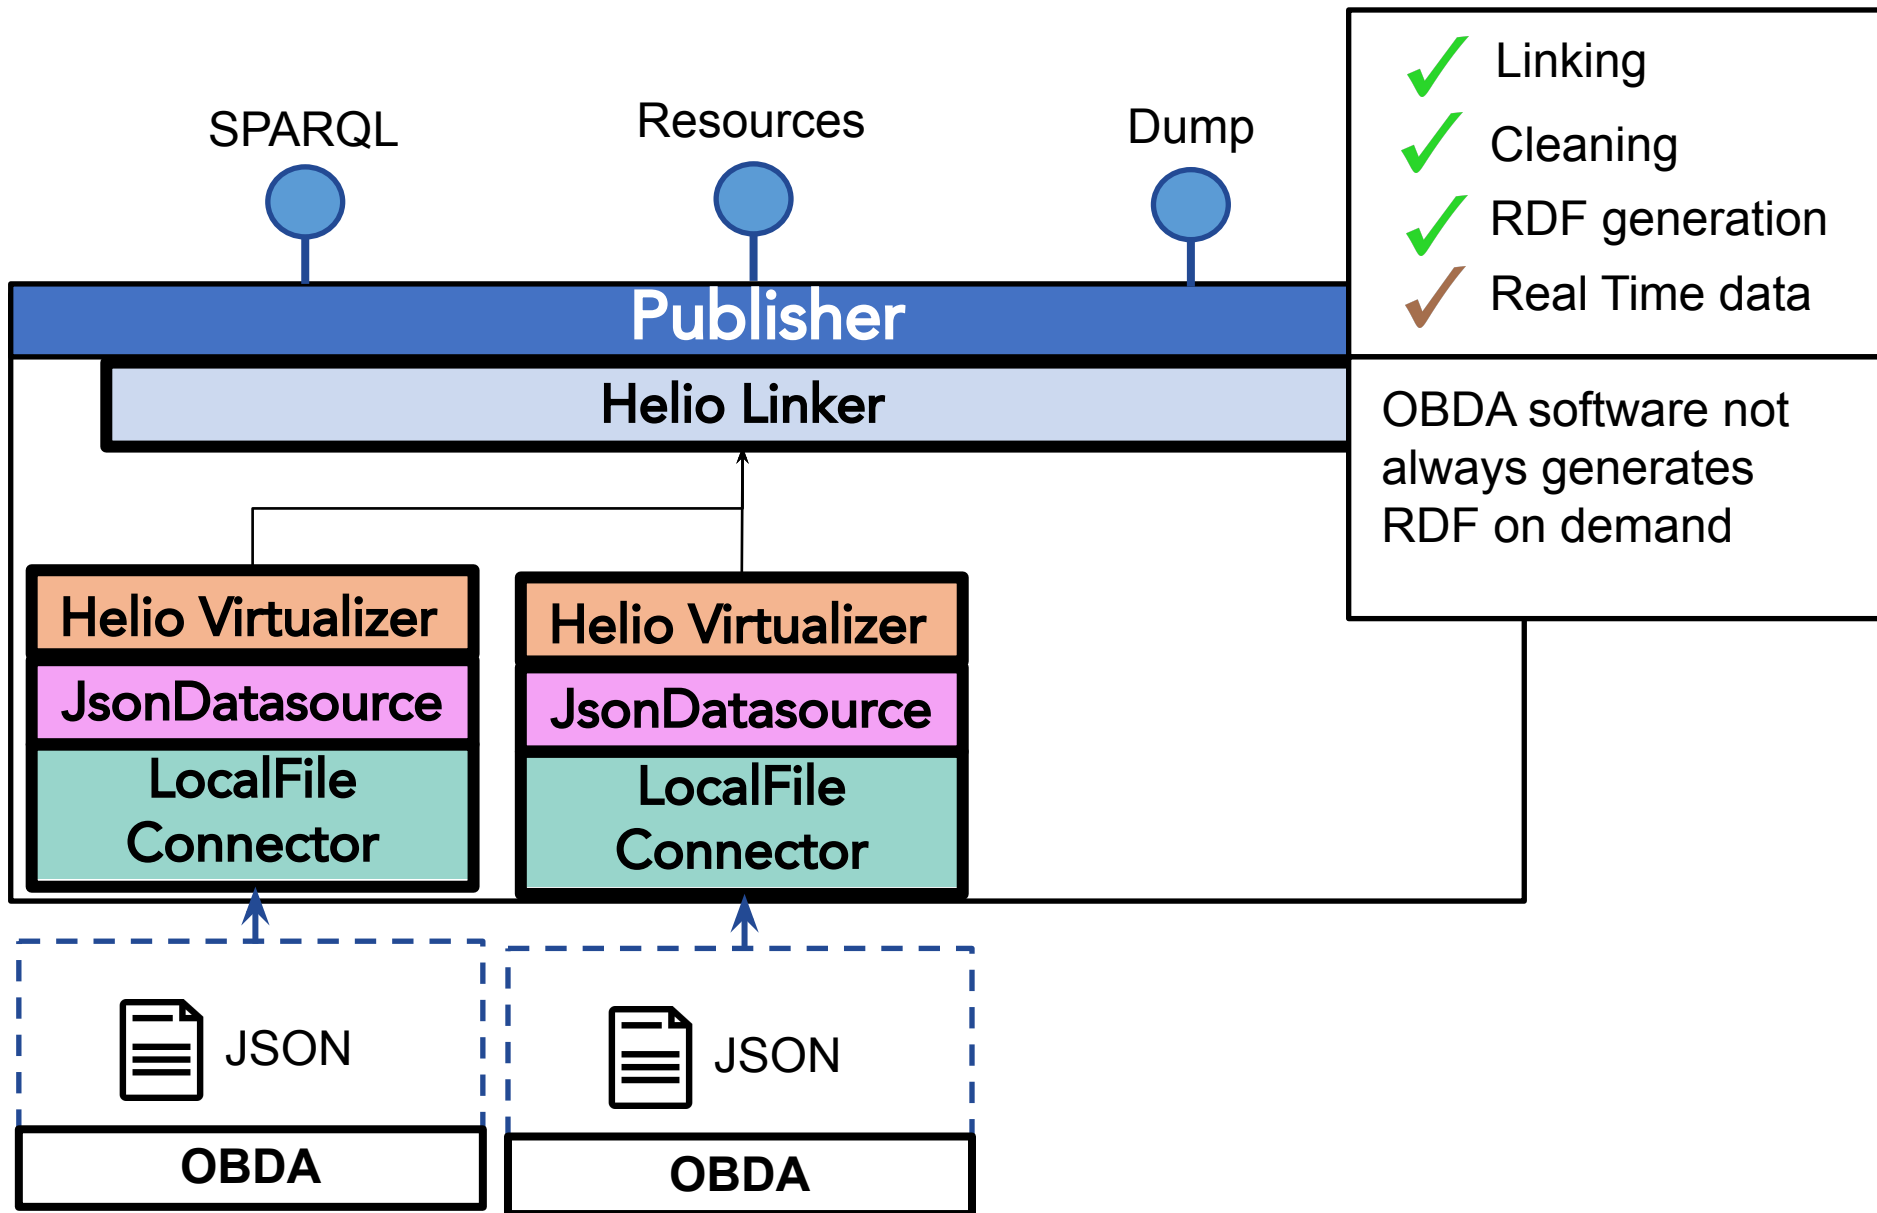 SPARQL
Resources
Dump
Linking
Cleaning
RDF generation
Real Time data
Publisher
Helio Linker
OBDA software not
always generates
RDF on demand
Helio Virtualizer
JsonDatasource
LocalFile
Connector
Helio Virtualizer
JsonDatasource
LocalFile
Connector
JSON
OBDA
JSON
OBDA